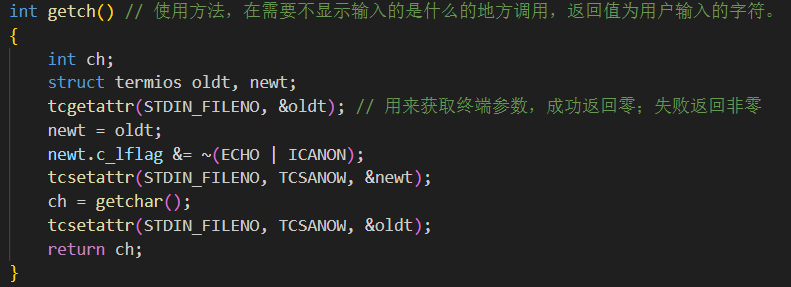 int getch() // 使用方法，在需要不显示输入的是什么的地方调用，返回值为用户输入的字符。
{
    int ch;
    struct termios oldt, newt;
    tcgetattr(STDIN_FILENO, &oldt); // 用来获取终端参数，成功返回零；失败返回非零
    newt = oldt;
    newt.c_lflag &= ~(ECHO | ICANON);
    tcsetattr(STDIN_FILENO, TCSANOW, &newt);
    ch = getchar();
    tcsetattr(STDIN_FILENO, TCSANOW, &oldt);
    return ch;
}